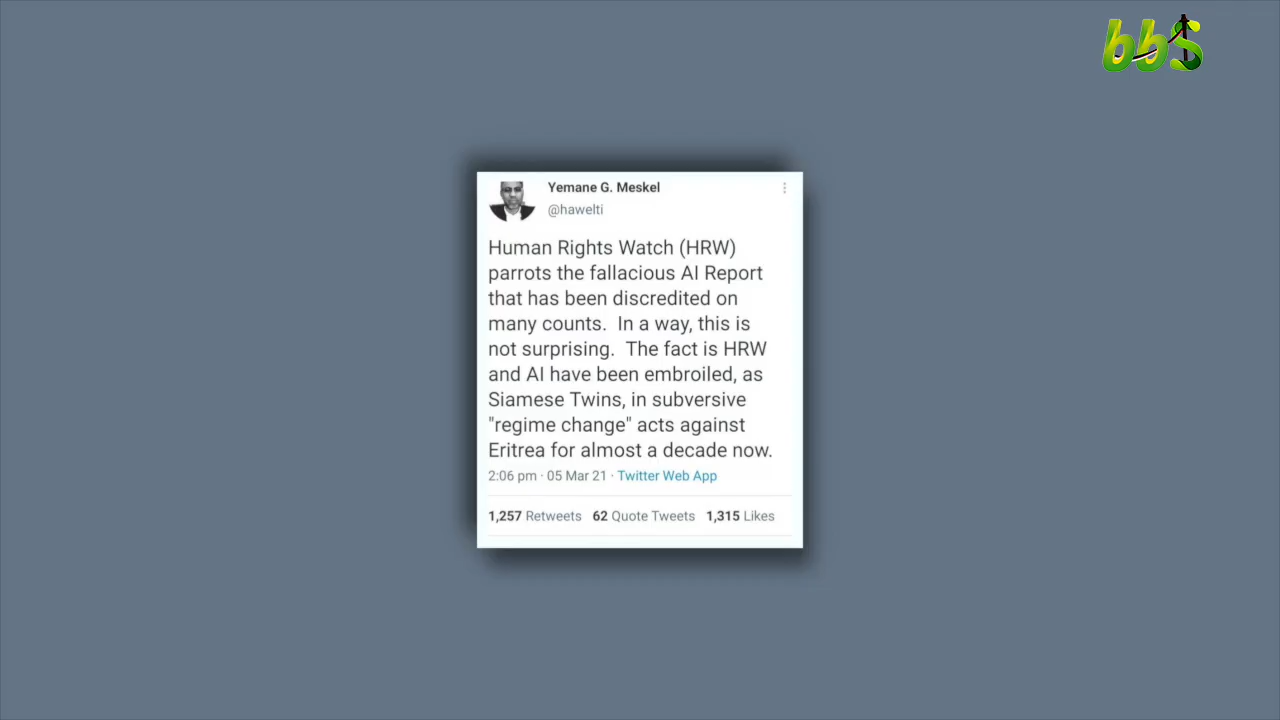 bbS
Yemane G. Meskel
@hawelti
Human Rights Watch (HRW)
parrots the fallacious AI Report
that has been discredited on
many counts.  In a way, this is
not surprising.  The fact is HRW
and AI have been embroiled, as
Siamese Twins, in subversive
"regime change" acts against
Eritrea for almost a decade now.
2:06 pm · 05 Mar 21 · Twitter Web App
1,257 Retweets 62 Quote Tweets 1,315 Likes